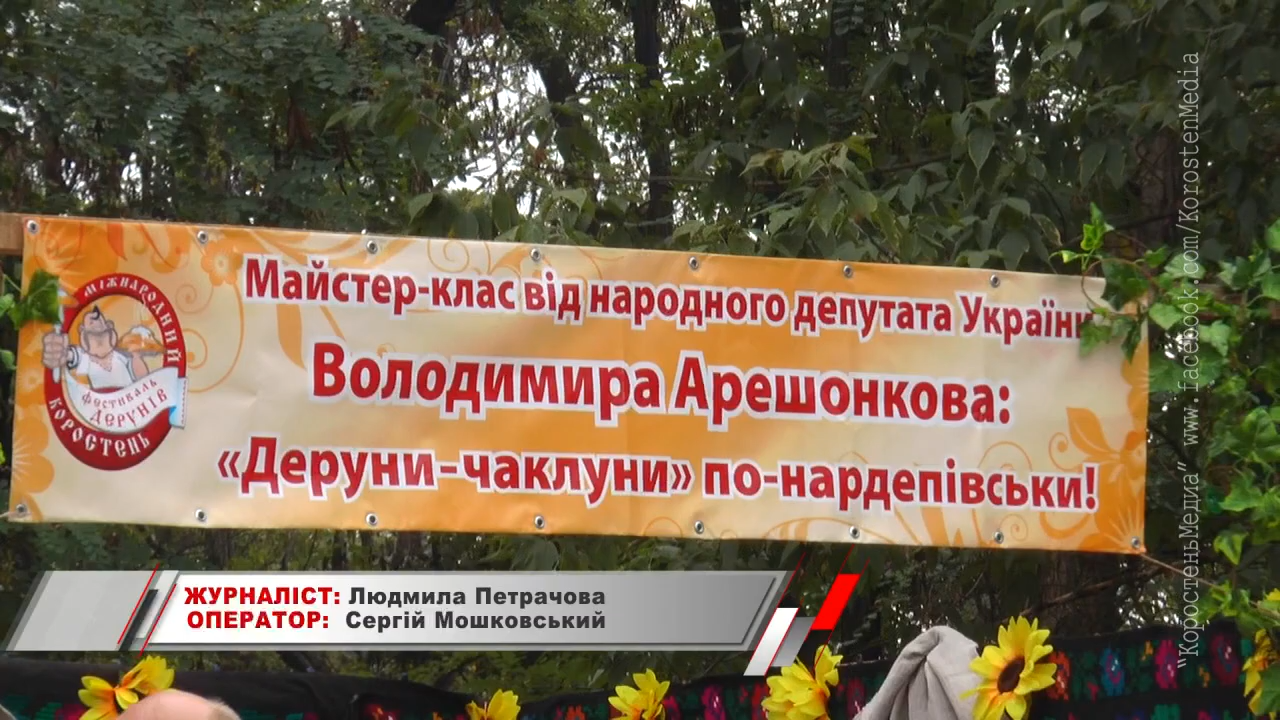 Майстер-клас від народного депутата України
Володимира Арешонкова:
«Деруни-чаклуни» по-нардепівськи!
МІЖНАРОДНИЙ
фестиваль
дерунів
КОРОСТЕНЬ
ЖУРНАЛІСТ: Людмила Петрачова
ОПЕРАТОР: Сергій Мошковський
"КоростеньМедиа" www.facebook.com/KorostenMedia